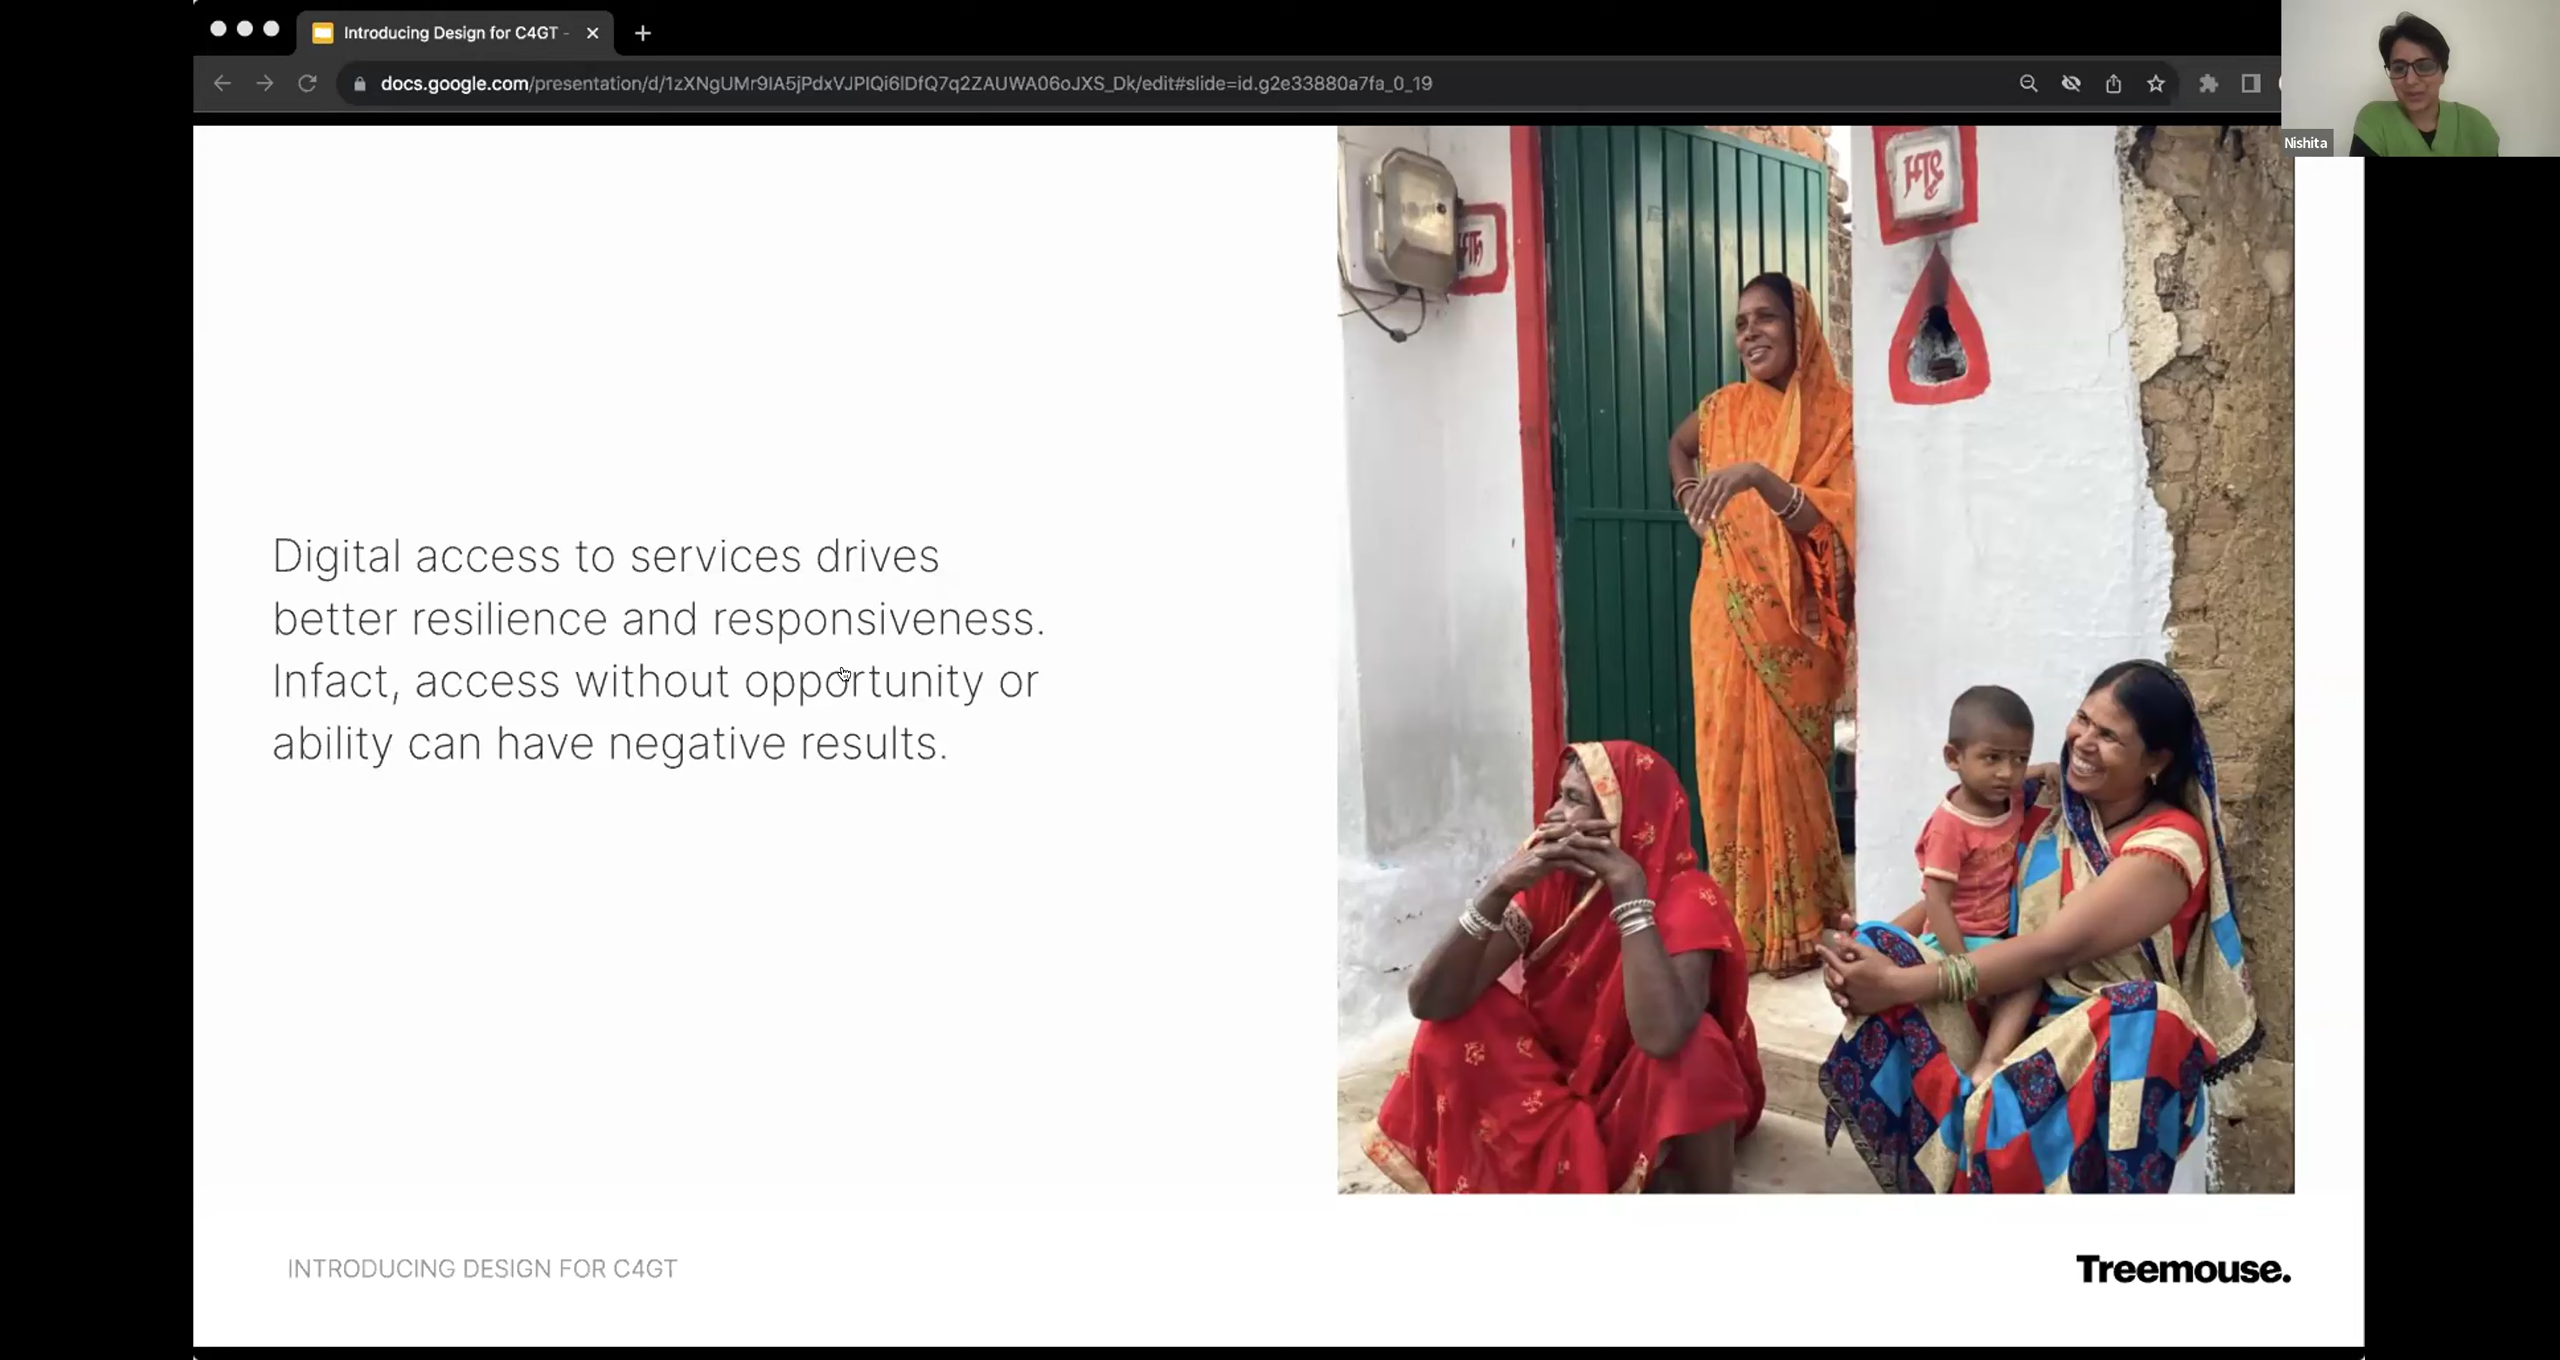 Introducing Design for C4GT -
docs.google.com/presentation/d/1zXNgUMr9IA5jPdxVJPIQi6lDfQ7q2ZAUWA06oJXS_Dk/edit#slide=id.g2e33880a7fa_0_19
Nishita
Digital access to services drives
better resilience and responsiveness.
Infact, access without opportunity or
ability can have negative results.
INTRODUCING DESIGN FOR C4GT
Treemouse.